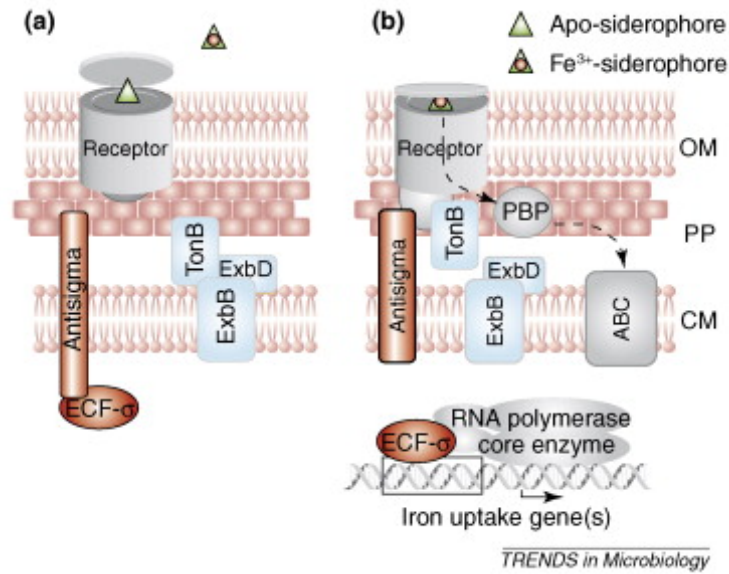 (a)
Receptor
Antisigma
TonB
ExbD
ExbB
ECF-σ
(b)
Apo-siderophore
Fe³⁺-siderophore
Receptor
OM
PBP
PP
TonB
Antisigma
ExbD
ExbB
ABC
CM
RNA polymerase
core enzyme
ECF-σ
Iron uptake gene(s)
TRENDS in Microbiology